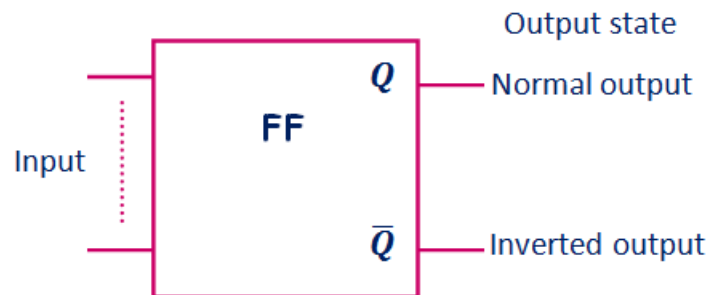 Output state
Q
Normal output
FF
Input
Q̅
Inverted output